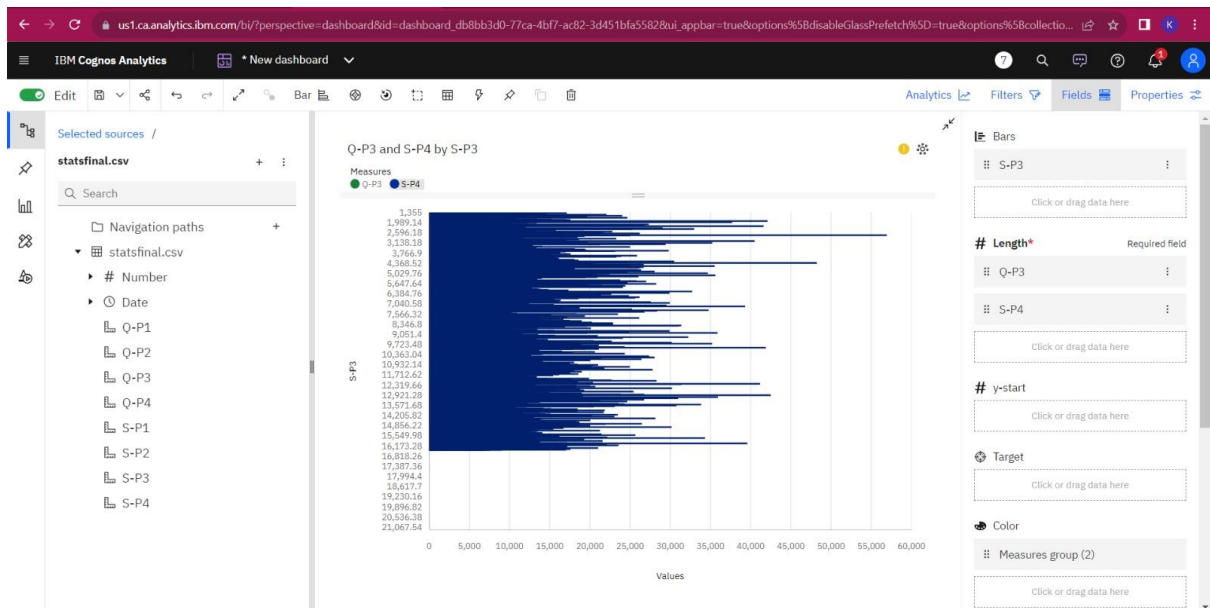 us1.ca.analytics.ibm.com/bi/?perspective=dashboard&id=dashboard_db8bb3d0-77ca-4bf7-ac82-3d451bfa5582&ui_appbar=true&options%5BdisableGlassPrefetch%5D=true&options%5Bcollectio...
K
IBM Cognos Analytics
* New dashboard
7
1
Edit
Bar
Analytics
Filters
Fields
Properties
Selected sources /
statsfinal.csv
Search
Navigation paths
statsfinal.csv
# Number
Date
Q-P1
Q-P2
Q-P3
Q-P4
S-P1
S-P2
S-P3
S-P4
Q-P3 and S-P4 by S-P3
Measures
Q-P3 S-P4
S-P3
1,355
1,989.14
2,596.18
3,138.18
3,766.9
4,368.52
5,029.76
5,647.64
6,384.76
7,040.58
7,566.32
8,346.8
9,051.4
9,723.48
10,363.04
10,932.14
11,712.62
12,319.66
12,921.28
13,571.68
14,205.82
14,856.22
15,549.98
16,173.28
16,818.26
17,387.36
17,994.4
18,617.7
19,230.16
19,896.82
20,536.38
21,067.54
0 5,000 10,000 15,000 20,000 25,000 30,000 35,000 40,000 45,000 50,000 55,000 60,000
Values
Bars
S-P3
Click or drag data here
# Length* Required field
Q-P3
S-P4
Click or drag data here
# y-start
Click or drag data here
Target
Click or drag data here
Color
Measures group (2)
Click or drag data here